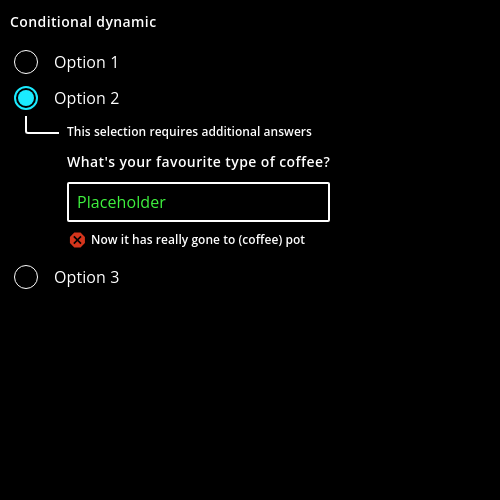 Conditional dynamic
Option 1
Option 2
This selection requires additional answers
What's your favourite type of coffee?
Placeholder
Now it has really gone to (coffee) pot
Option 3